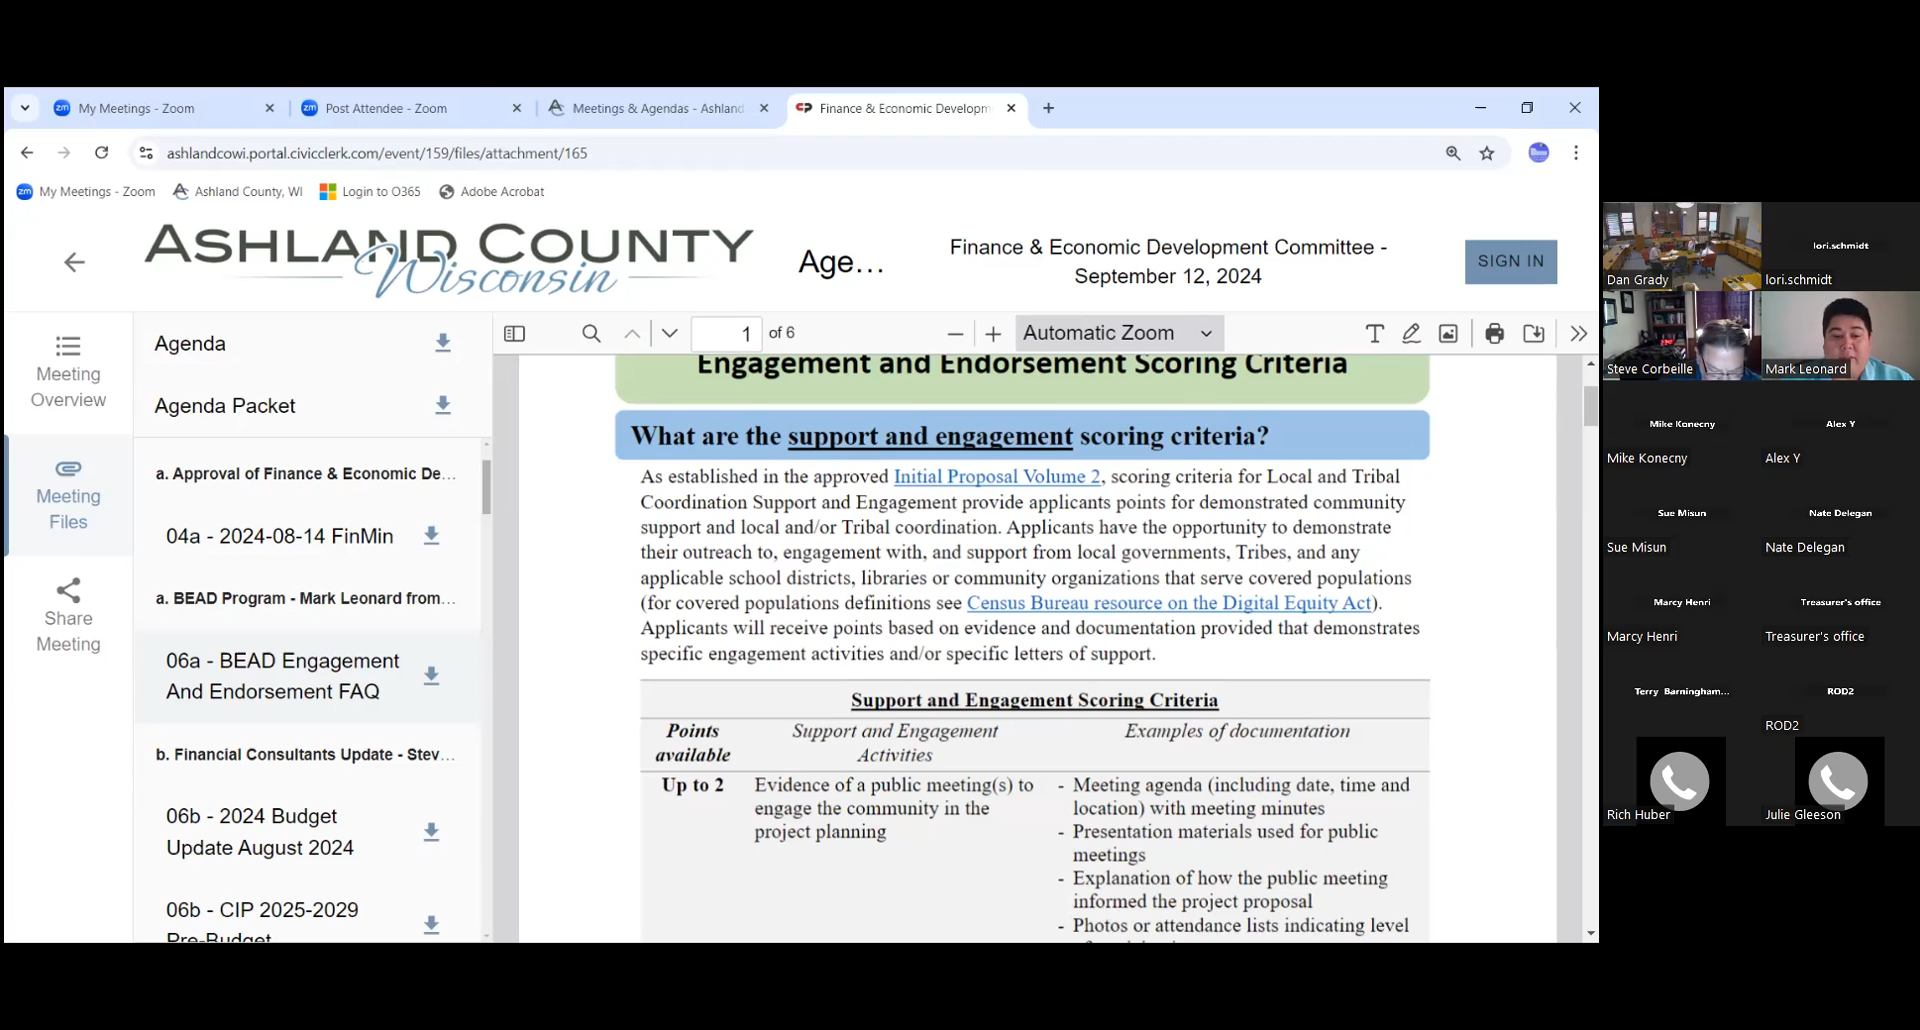 My Meetings - Zoom
Post Attendee - Zoom
Meetings & Agendas - Ashland
Finance & Economic Developm
ashlandcowi.portal.civicclerk.com/event/159/files/attachment/165
My Meetings - Zoom
Ashland County, WI
Login to O365
Adobe Acrobat
ASHLAND COUNTY
Wisconsin
Age...
Finance & Economic Development Committee -
September 12, 2024
SIGN IN
Meeting
Overview
Meeting
Files
Share
Meeting
Agenda
Agenda Packet
a. Approval of Finance & Economic De...
04a - 2024-08-14 FinMin
a. BEAD Program - Mark Leonard from...
06a - BEAD Engagement
And Endorsement FAQ
b. Financial Consultants Update - Stev...
06b - 2024 Budget
Update August 2024
06b - CIP 2025-2029
Pre-Budget
1 of 6
Automatic Zoom
Engagement and Endorsement Scoring Criteria
What are the support and engagement scoring criteria?
As established in the approved Initial Proposal Volume 2, scoring criteria for Local and Tribal
Coordination Support and Engagement provide applicants points for demonstrated community
support and local and/or Tribal coordination. Applicants have the opportunity to demonstrate
their outreach to, engagement with, and support from local governments, Tribes, and any
applicable school districts, libraries or community organizations that serve covered populations
(for covered populations definitions see Census Bureau resource on the Digital Equity Act).
Applicants will receive points based on evidence and documentation provided that demonstrates
specific engagement activities and/or specific letters of support.
Support and Engagement Scoring Criteria
Points
available
Support and Engagement
Activities
Examples of documentation
Up to 2
Evidence of a public meeting(s) to
engage the community in the
project planning
- Meeting agenda (including date, time and
location) with meeting minutes
- Presentation materials used for public
meetings
- Explanation of how the public meeting
informed the project proposal
- Photos or attendance lists indicating level
Dan Grady
lori.schmidt
lori.schmidt
Steve Corbeille
Mark Leonard
Mike Konecny
Mike Konecny
Alex Y
Alex Y
Sue Misun
Sue Misun
Nate Delegan
Nate Delegan
Marcy Henri
Marcy Henri
Treasurer's office
Treasurer's office
Terry Barningham...
ROD2
ROD2
Rich Huber
Julie Gleeson